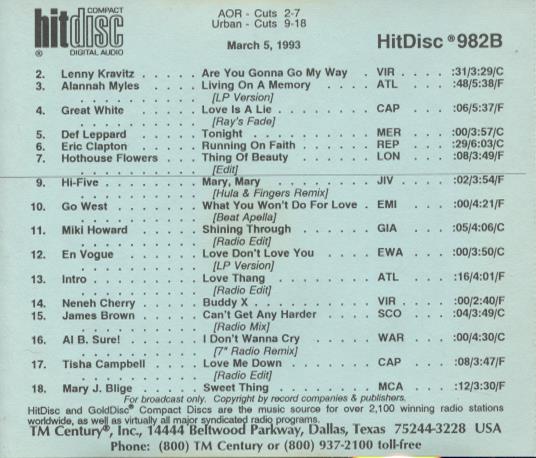 COMPACT
hitdisc
® DIGITAL AUDIO
AOR - Cuts 2-7
Urban - Cuts 9-18
March 5, 1993
HitDisc ® 982B
2. Lenny Kravitz . . . . . Are You Gonna Go My Way . VIR . :31/3:29/C
3. Alannah Myles . . . . . Living On A Memory . . . . ATL . :48/5:38/F
[LP Version]
4. Great White . . . . . Love Is A Lie . . . . . CAP . :06/5:37/F
[Ray's Fade]
5. Def Leppard . . . . . Tonight . . . . . MER . :00/3:57/C
6. Eric Clapton . . . . . Running On Faith . . . . . REP . :29/6:03/C
7. Hothouse Flowers . . . Thing Of Beauty . . . . . LON . :08/3:49/F
[Edit]
9. Hi-Five . . . . . Mary, Mary . . . . . JIV . :02/3:54/F
[Hula & Fingers Remix]
10. Go West . . . . . What You Won't Do For Love . EMI . :00/4:21/F
[Beat Apella]
11. Miki Howard . . . . . Shining Through . . . . . GIA . :05/4:06/C
[Radio Edit]
12. En Vogue . . . . . Love Don't Love You . . . . EWA . :00/3:50/C
[LP Version]
13. Intro . . . . . Love Thang . . . . . ATL . :16/4:01/F
[Radio Edit]
14. Neneh Cherry . . . . . Buddy X . . . . . VIR . :00/2:40/F
15. James Brown . . . . . Can't Get Any Harder . . . . SCO . :04/3:49/C
[Radio Mix]
16. Al B. Sure! . . . . . I Don't Wanna Cry . . . . . WAR . :00/4:30/C
[7" Radio Remix]
17. Tisha Campbell . . . . Love Me Down . . . . . CAP . :08/3:47/F
[Radio Edit]
18. Mary J. Blige . . . . . Sweet Thing . . . . . MCA . :12/3:30/F
For broadcast only. Copyright by record companies & publishers.
HitDisc and GoldDisc® Compact Discs are the music source for over 2,100 winning radio stations
worldwide, as well as virtually all major syndicated radio programs.
TM Century®, Inc., 14444 Beltwood Parkway, Dallas, Texas 75244-3228 USA
Phone: (800) TM Century or (800) 937-2100 toll-free